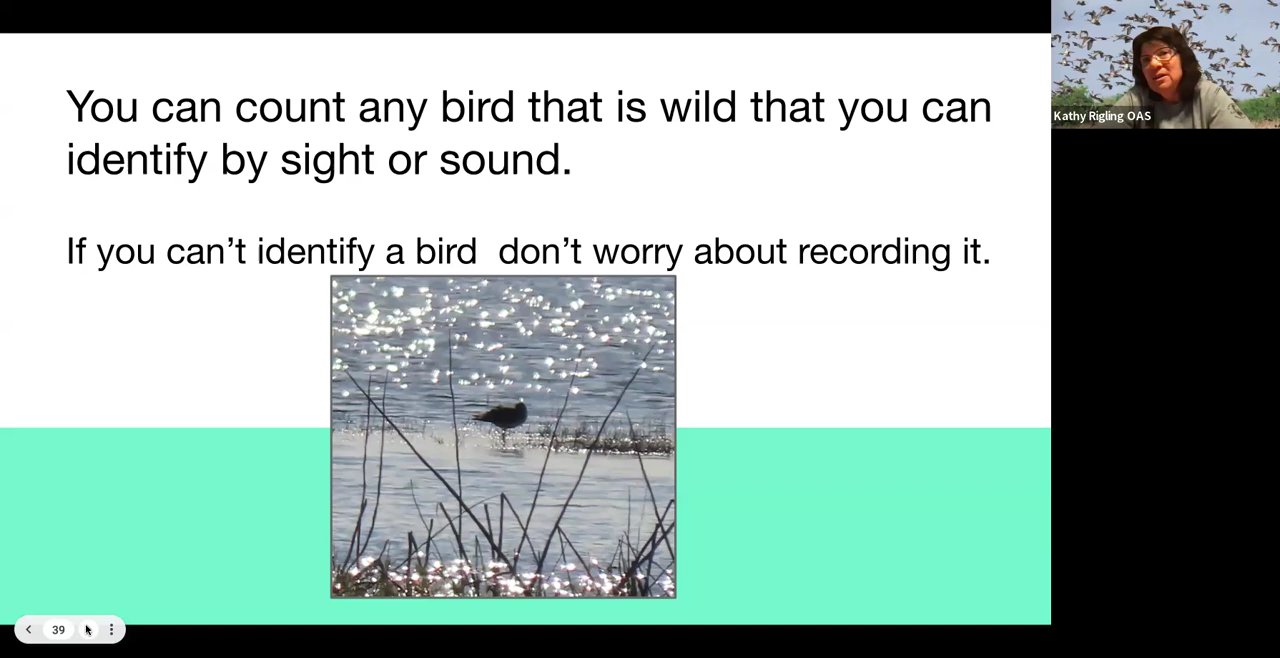 You can count any bird that is wild that you can
identify by sight or sound.
If you can’t identify a bird  don’t worry about recording it.
Kathy Rigling OAS
39